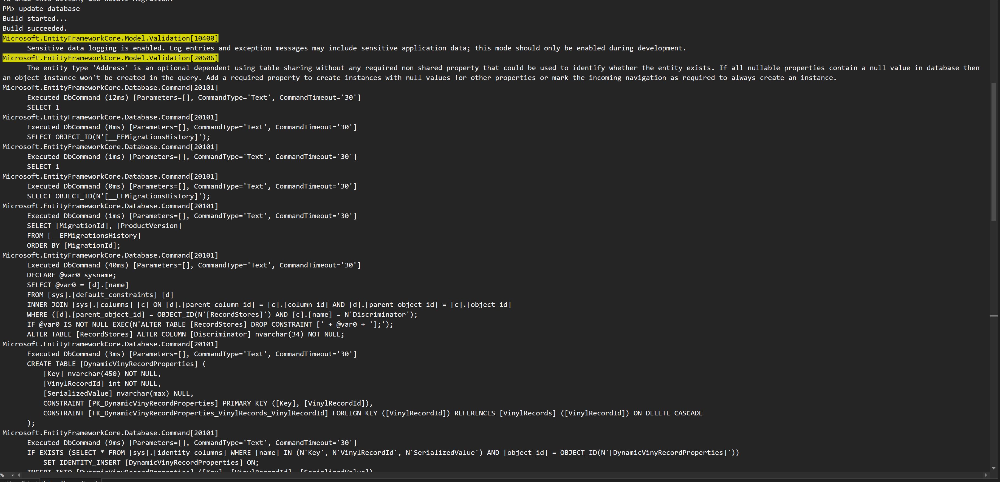 To undo this action, use Remove-Migration.
PM> update-database
Build started...
Build succeeded.
Microsoft.EntityFrameworkCore.Model.Validation[10400]
Sensitive data logging is enabled. Log entries and exception messages may include sensitive application data; this mode should only be enabled during development.
Microsoft.EntityFrameworkCore.Model.Validation[20606]
The entity type 'Address' is an optional dependent using table sharing without any required non shared property that could be used to identify whether the entity exists. If all nullable properties contain a null value in database then
an object instance won't be created in the query. Add a required property to create instances with null values for other properties or mark the incoming navigation as required to always create an instance.
Microsoft.EntityFrameworkCore.Database.Command[20101]
Executed DbCommand (12ms) [Parameters=[], CommandType='Text', CommandTimeout='30']
SELECT 1
Microsoft.EntityFrameworkCore.Database.Command[20101]
Executed DbCommand (8ms) [Parameters=[], CommandType='Text', CommandTimeout='30']
SELECT OBJECT_ID(N'[__EFMigrationsHistory]');
Microsoft.EntityFrameworkCore.Database.Command[20101]
Executed DbCommand (1ms) [Parameters=[], CommandType='Text', CommandTimeout='30']
SELECT 1
Microsoft.EntityFrameworkCore.Database.Command[20101]
Executed DbCommand (0ms) [Parameters=[], CommandType='Text', CommandTimeout='30']
SELECT OBJECT_ID(N'[__EFMigrationsHistory]');
Microsoft.EntityFrameworkCore.Database.Command[20101]
Executed DbCommand (1ms) [Parameters=[], CommandType='Text', CommandTimeout='30']
SELECT [MigrationId], [ProductVersion]
FROM [__EFMigrationsHistory]
ORDER BY [MigrationId];
Microsoft.EntityFrameworkCore.Database.Command[20101]
Executed DbCommand (40ms) [Parameters=[], CommandType='Text', CommandTimeout='30']
DECLARE @var0 sysname;
SELECT @var0 = [d].[name]
FROM [sys].[default_constraints] [d]
INNER JOIN [sys].[columns] [c] ON [d].[parent_column_id] = [c].[column_id] AND [d].[parent_object_id] = [c].[object_id]
WHERE ([d].[parent_object_id] = OBJECT_ID(N'[RecordStores]') AND [c].[name] = N'Discriminator');
IF @var0 IS NOT NULL EXEC(N'ALTER TABLE [RecordStores] DROP CONSTRAINT [' + @var0 + '];');
ALTER TABLE [RecordStores] ALTER COLUMN [Discriminator] nvarchar(34) NOT NULL;
Microsoft.EntityFrameworkCore.Database.Command[20101]
Executed DbCommand (3ms) [Parameters=[], CommandType='Text', CommandTimeout='30']
CREATE TABLE [DynamicVinyRecordProperties] (
[Key] nvarchar(450) NOT NULL,
[VinylRecordId] int NOT NULL,
[SerializedValue] nvarchar(max) NULL,
CONSTRAINT [PK_DynamicVinyRecordProperties] PRIMARY KEY ([Key], [VinylRecordId]),
CONSTRAINT [FK_DynamicVinyRecordProperties_VinylRecords_VinylRecordId] FOREIGN KEY ([VinylRecordId]) REFERENCES [VinylRecords] ([VinylRecordId]) ON DELETE CASCADE
);
Microsoft.EntityFrameworkCore.Database.Command[20101]
Executed DbCommand (9ms) [Parameters=[], CommandType='Text', CommandTimeout='30']
IF EXISTS (SELECT * FROM [sys].[identity_columns] WHERE [name] IN (N'Key', N'VinylRecordId', N'SerializedValue') AND [object_id] = OBJECT_ID(N'[DynamicVinyRecordProperties]'))
SET IDENTITY_INSERT [DynamicVinyRecordProperties] ON;
INSERT INTO [DynamicVinyRecordProperties] ([Key], [VinylRecordId], [SerializedValue])
%